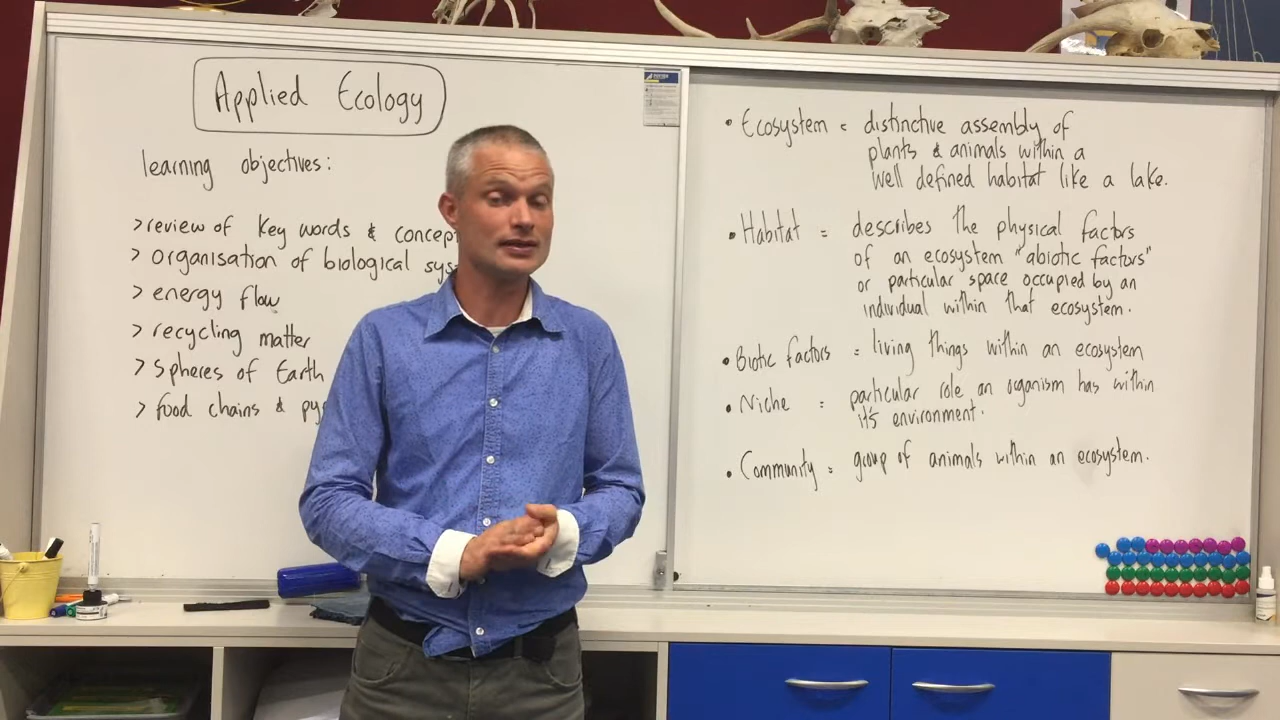 Applied Ecology
learning objectives:
> review of key words & concep
> organisation of biological sys
> energy flow
> recycling matter
> spheres of Earth
> food chains & py
• Ecosystem = distinctive assembly of
plants & animals within a
well defined habitat like a lake.
• Habitat = describes the physical factors
of an ecosystem "abiotic factors"
or particular space occupied by an
individual within that ecosystem.
• Biotic factors = living things within an ecosystem
• Niche = particular role an organism has within
it's environment.
• Community = group of animals within an ecosystem.